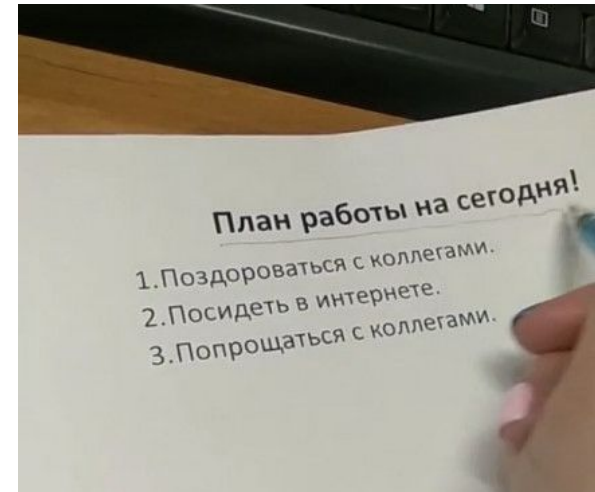 План работы на сегодня!
1.Поздороваться с коллегами.
2.Посидеть в интернете.
3.Попрощаться с коллегами.